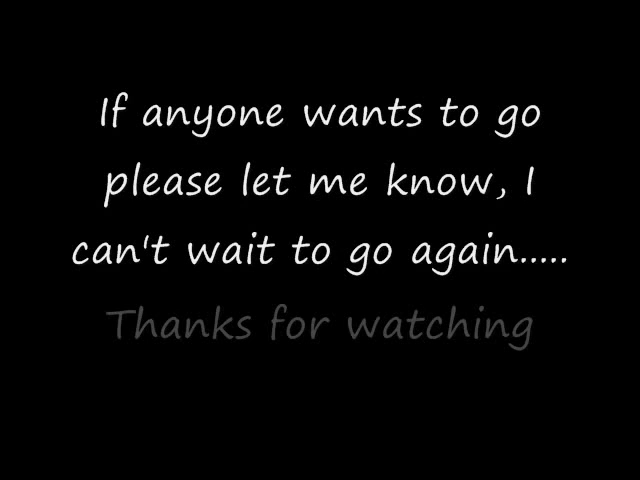 If anyone wants to go
please let me know, I
can't wait to go again.....
Thanks for watching